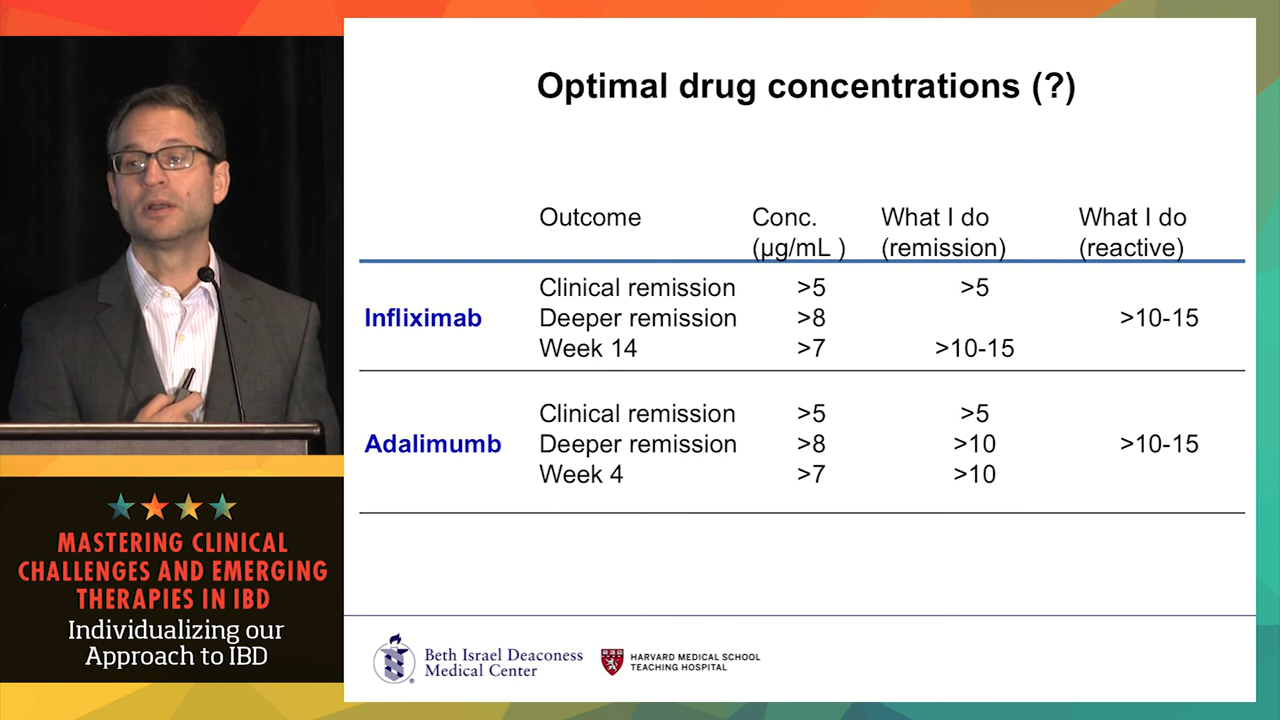 Optimal drug concentrations (?)
Outcome Conc. (µg/mL ) What I do (remission) What I do (reactive)
Clinical remission >5 >5
Infliximab Deeper remission >8 >10-15
Week 14 >7 >10-15
Clinical remission >5 >5
Adalimumb Deeper remission >8 >10 >10-15
Week 4 >7 >10
MASTERING CLINICAL
CHALLENGES AND EMERGING
THERAPIES IN IBD
Individualizing our
Approach to IBD
Beth Israel Deaconess
Medical Center
HARVARD MEDICAL SCHOOL
TEACHING HOSPITAL